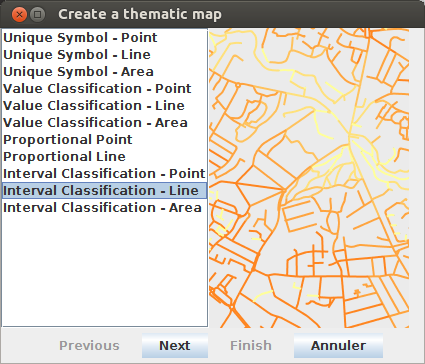 Create a thematic map
Unique Symbol - Point
Unique Symbol - Line
Unique Symbol - Area
Value Classification - Point
Value Classification - Line
Value Classification - Area
Proportional Point
Proportional Line
Interval Classification - Point
Interval Classification - Line
Interval Classification - Area
Previous Next Finish Annuler